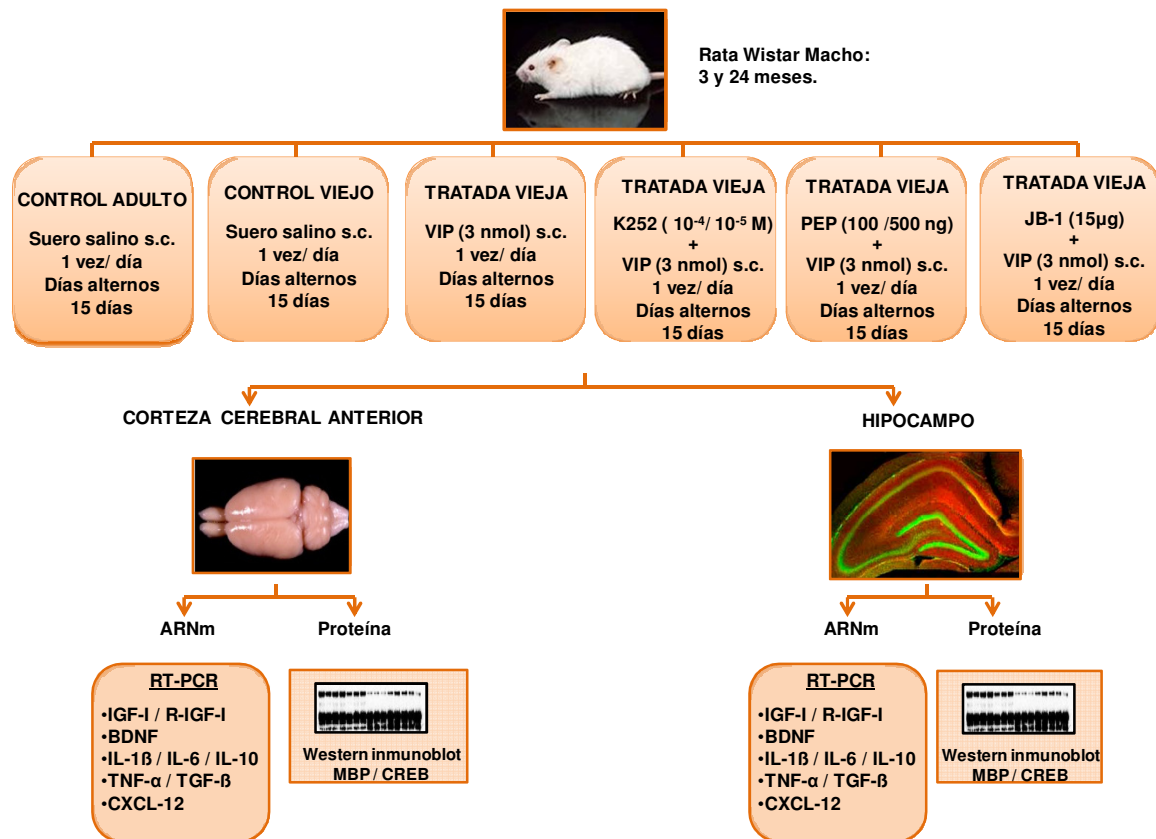 Rata Wistar Macho:
3 y 24 meses.
CONTROL ADULTO
Suero salino s.c.
1 vez/ día
Días alternos
15 días
CONTROL VIEJO
Suero salino s.c.
1 vez/ día
Días alternos
15 días
TRATADA VIEJA
VIP (3 nmol) s.c.
1 vez/ día
Días alternos
15 días
TRATADA VIEJA
K252 ( 10⁻⁴/ 10⁻⁵ M)
+
VIP (3 nmol) s.c.
1 vez/ día
Días alternos
15 días
TRATADA VIEJA
PEP (100 /500 ng)
+
VIP (3 nmol) s.c.
1 vez/ día
Días alternos
15 días
TRATADA VIEJA
JB-1 (15µg)
+
VIP (3 nmol) s.c.
1 vez/ día
Días alternos
15 días
CORTEZA CEREBRAL ANTERIOR
HIPOCAMPO
ARNm
Proteína
RT-PCR
•IGF-I / R-IGF-I
•BDNF
•IL-1ß/ IL-6 / IL-10
•TNF-α / TGF-ß
•CXCL-12
Western inmunoblot
MBP / CREB
ARNm
Proteína
RT-PCR
•IGF-I / R-IGF-I
•BDNF
•IL-1ß/ IL-6 / IL-10
•TNF-α / TGF-ß
•CXCL-12
Western inmunoblot
MBP / CREB